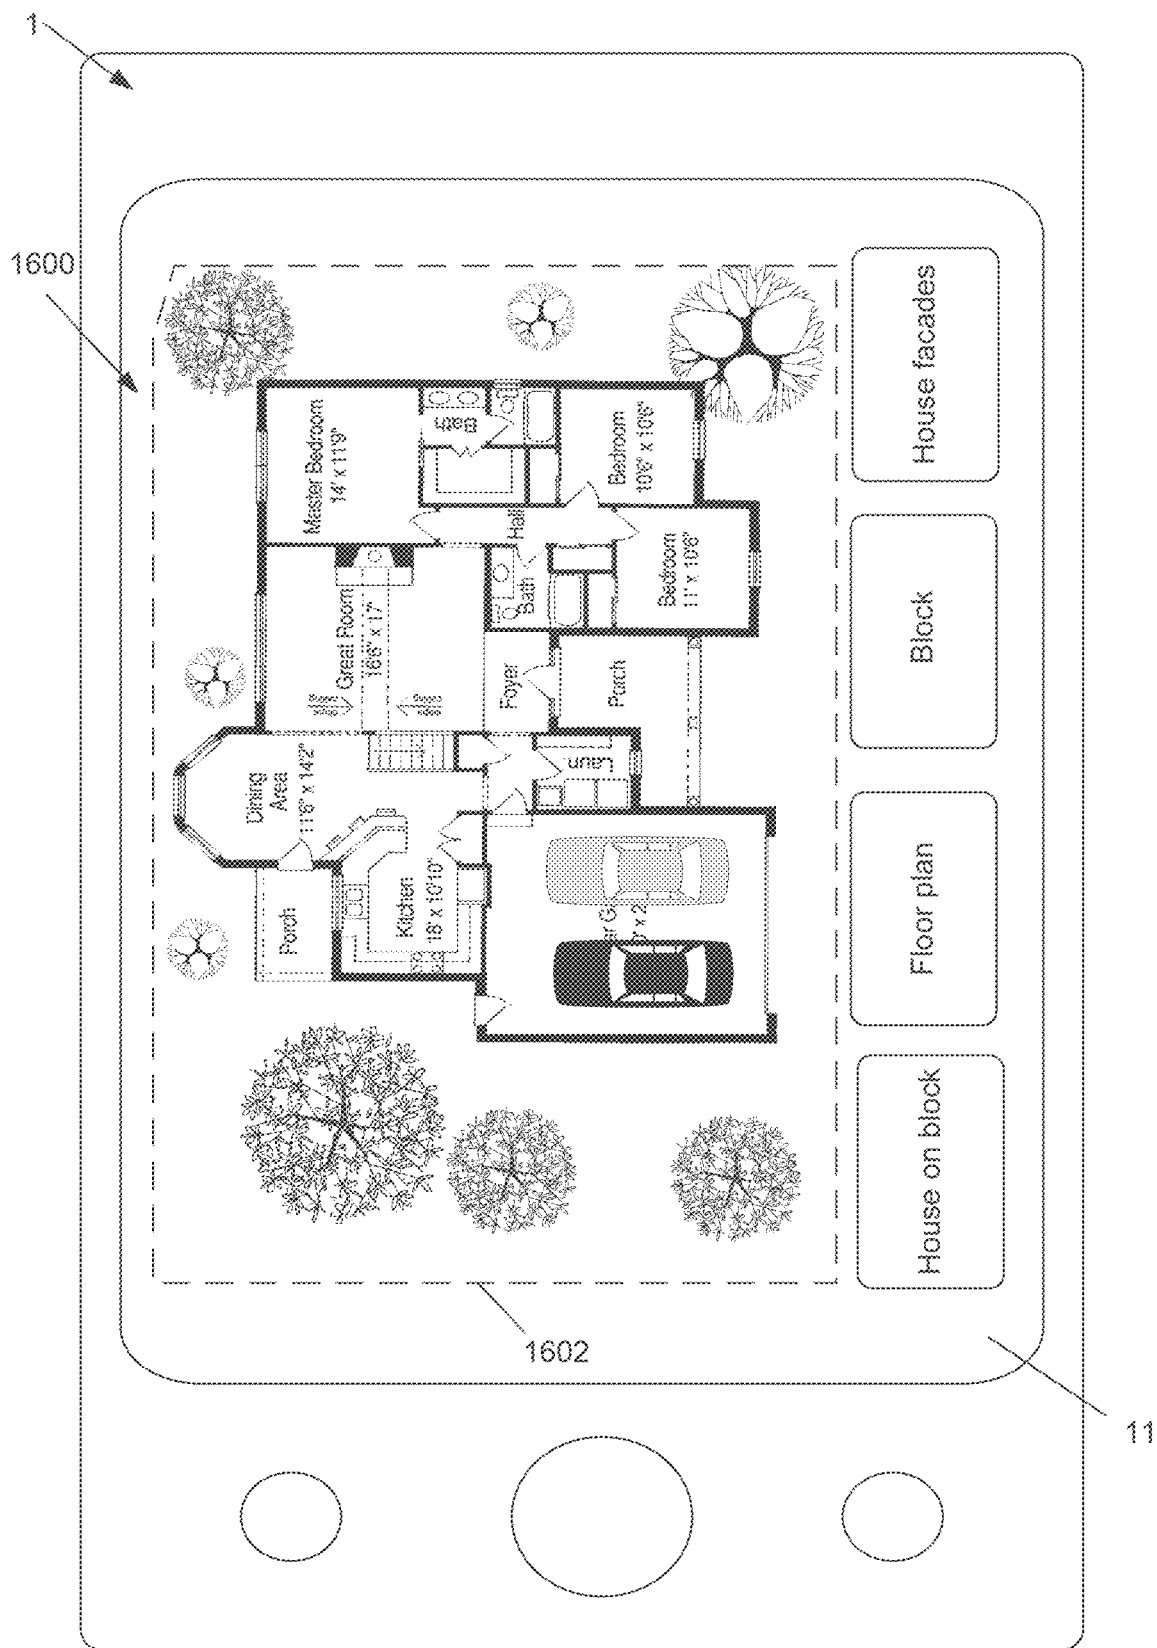 1
1600
House facades
Block
Floor plan
House on block
Master Bedroom
14' x 11'9"
Bath
Bedroom
10'6" x 10'6"
Hall
Bath
Bedroom
11' x 10'6"
Great Room
16'6" x 17'
Foyer
Porch
Laun
Dining
Area
11'6" x 14'2"
Kitchen
18' x 10'10"
Porch
1602
11